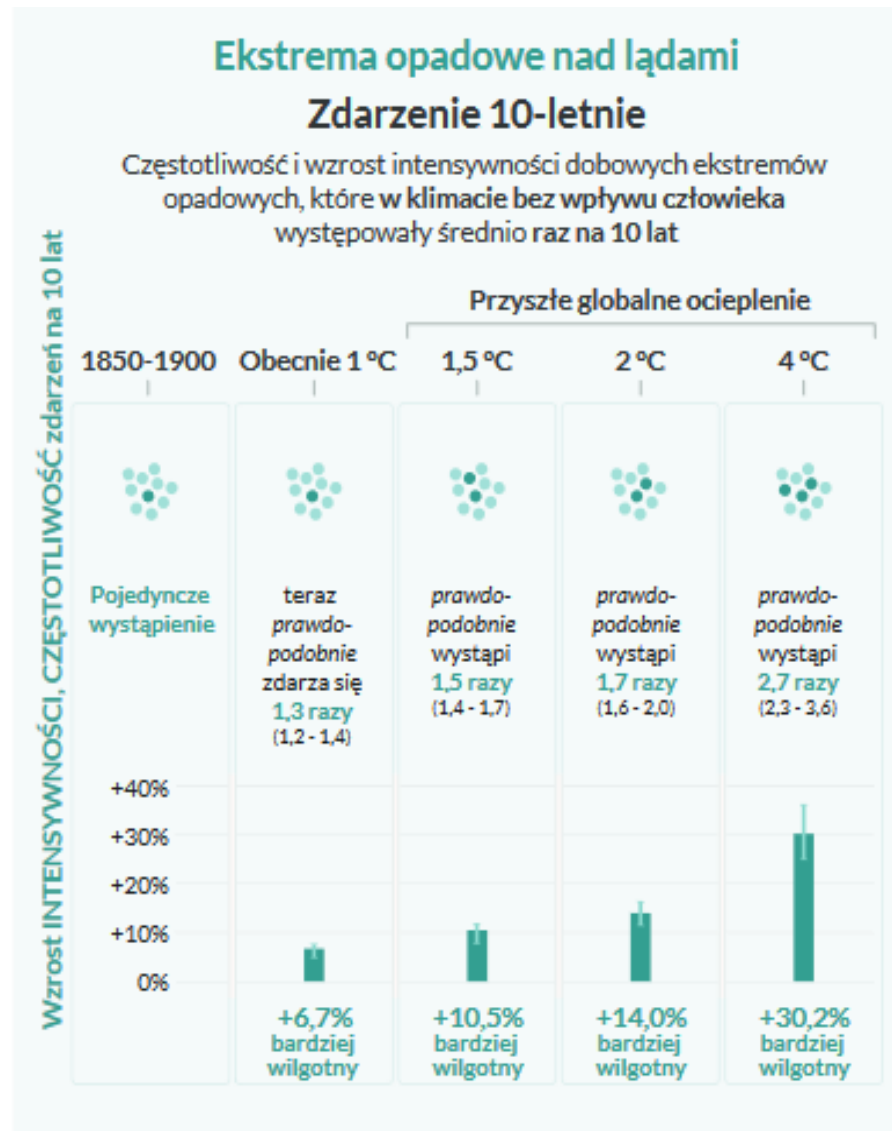 Ekstrema opadowe nad lądami
Zdarzenie 10-letnie
Częstotliwość i wzrost intensywności dobowych ekstremów
opadowych, które w klimacie bez wpływu człowieka
występowały średnio raz na 10 lat
Wzrost INTENSYWNOŚCI, CZĘSTOTLIWOŚĆ zdarzeń na 10 lat
Przyszłe globalne ocieplenie
1850-1900 Obecnie 1 °C 1,5 °C 2 °C 4 °C
Pojedyncze
wystąpienie
teraz
prawdo-
podobnie
zdarza się
1,3 razy
(1,2 - 1,4)
prawdo-
podobnie
wystąpi
1,5 razy
(1,4 - 1,7)
prawdo-
podobnie
wystąpi
1,7 razy
(1,6 - 2,0)
prawdo-
podobnie
wystąpi
2,7 razy
(2,3 - 3,6)
+40%
+30%
+20%
+10%
0%
+6,7%
bardziej
wilgotny
+10,5%
bardziej
wilgotny
+14,0%
bardziej
wilgotny
+30,2%
bardziej
wilgotny